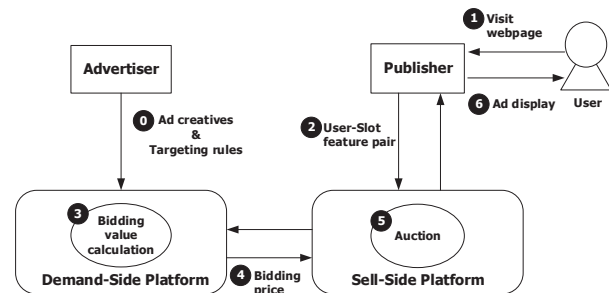 1 Visit
webpage
Advertiser
Publisher
6 Ad display
User
0 Ad creatives
&
Targeting rules
2 User-Slot
feature pair
3 Bidding
value
calculation
5 Auction
Demand-Side Platform
4 Bidding
price
Sell-Side Platform